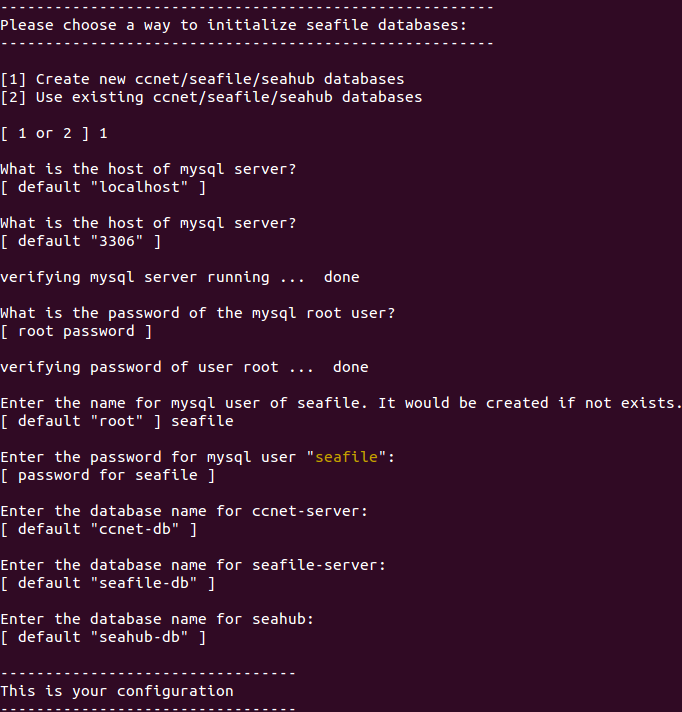 -------------------------------------------------------
Please choose a way to initialize seafile databases:
-------------------------------------------------------
[1] Create new ccnet/seafile/seahub databases
[2] Use existing ccnet/seafile/seahub databases
[ 1 or 2 ] 1
What is the host of mysql server?
[ default "localhost" ]
What is the host of mysql server?
[ default "3306" ]
verifying mysql server running ...  done
What is the password of the mysql root user?
[ root password ]
verifying password of user root ...  done
Enter the name for mysql user of seafile. It would be created if not exists.
[ default "root" ] seafile
Enter the password for mysql user "seafile":
[ password for seafile ]
Enter the database name for ccnet-server:
[ default "ccnet-db" ]
Enter the database name for seafile-server:
[ default "seafile-db" ]
Enter the database name for seahub:
[ default "seahub-db" ]
---------------------------------
This is your configuration
---------------------------------